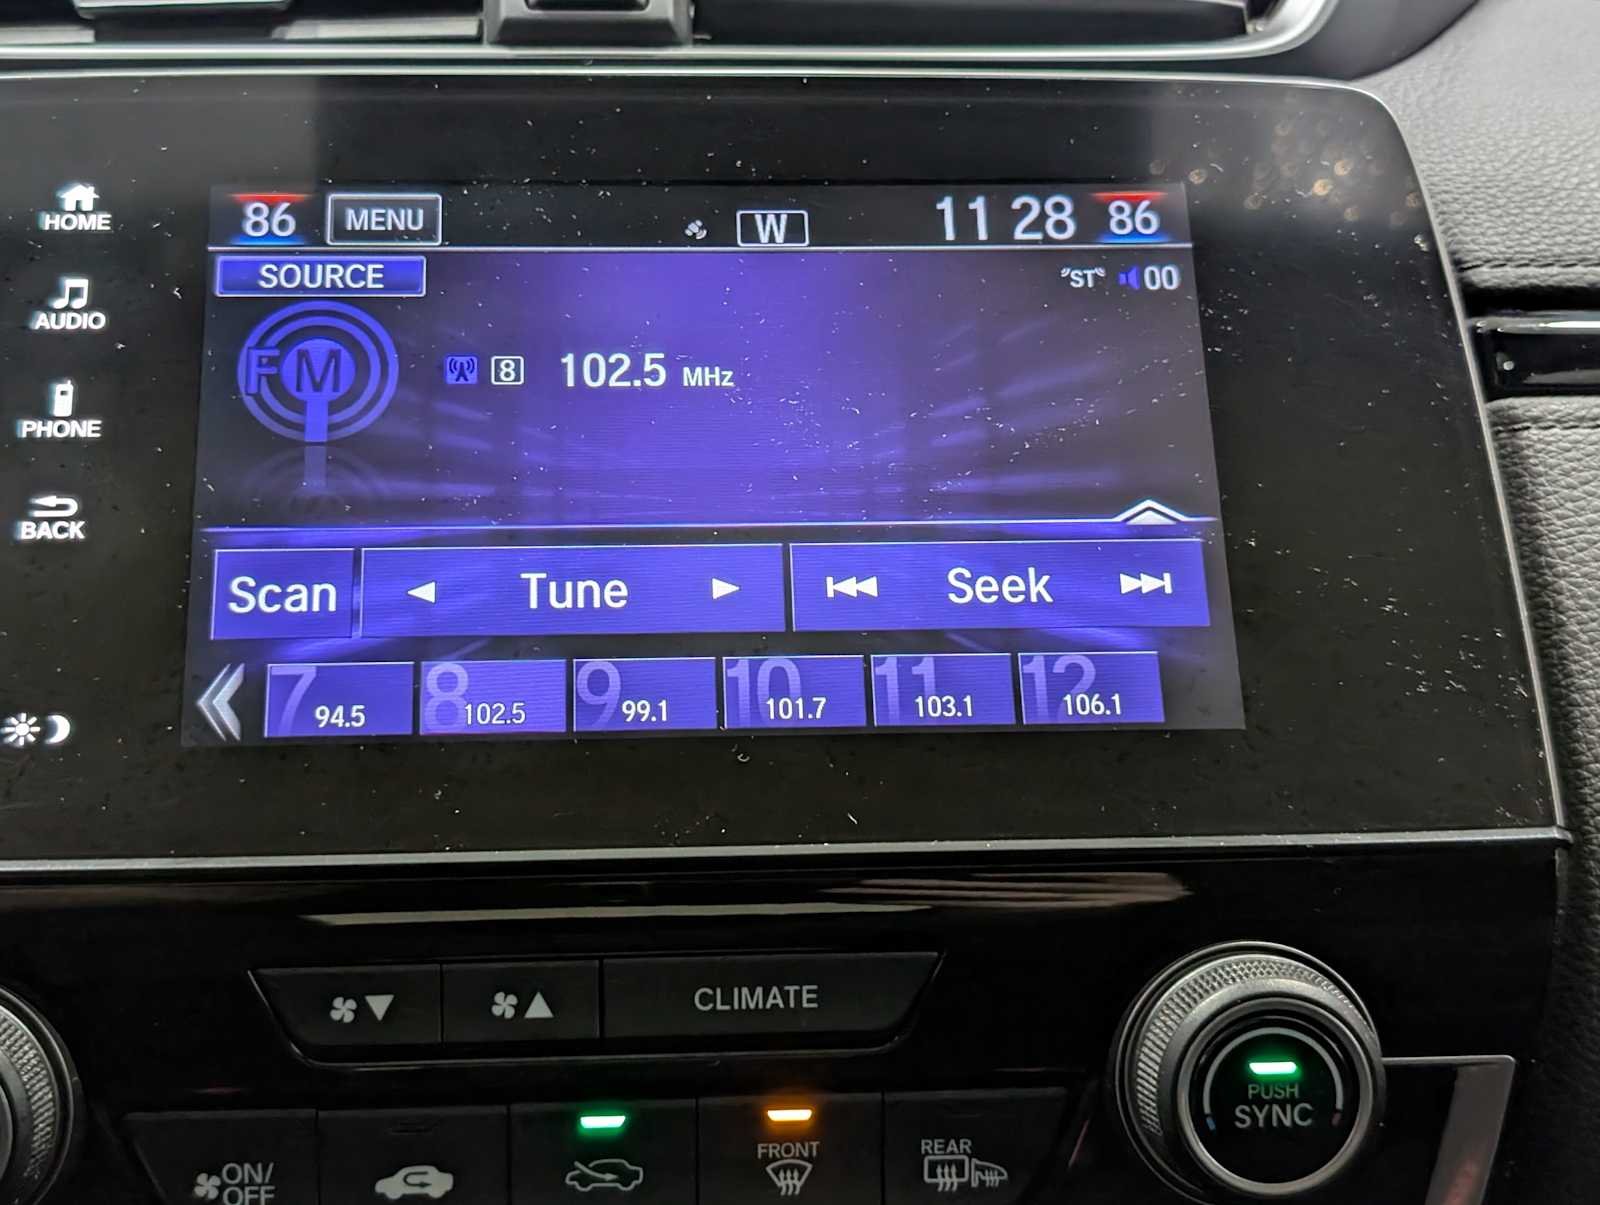 HOME
AUDIO
PHONE
BACK
86 MENU W 11 28 86
SOURCE "ST" 00
FM 8 102.5 MHz
Scan Tune Seek
7 94.5 8 102.5 9 99.1 10 101.7 11 103.1 12 106.1
CLIMATE
PUSH
SYNC
ON/
OFF
FRONT
REAR